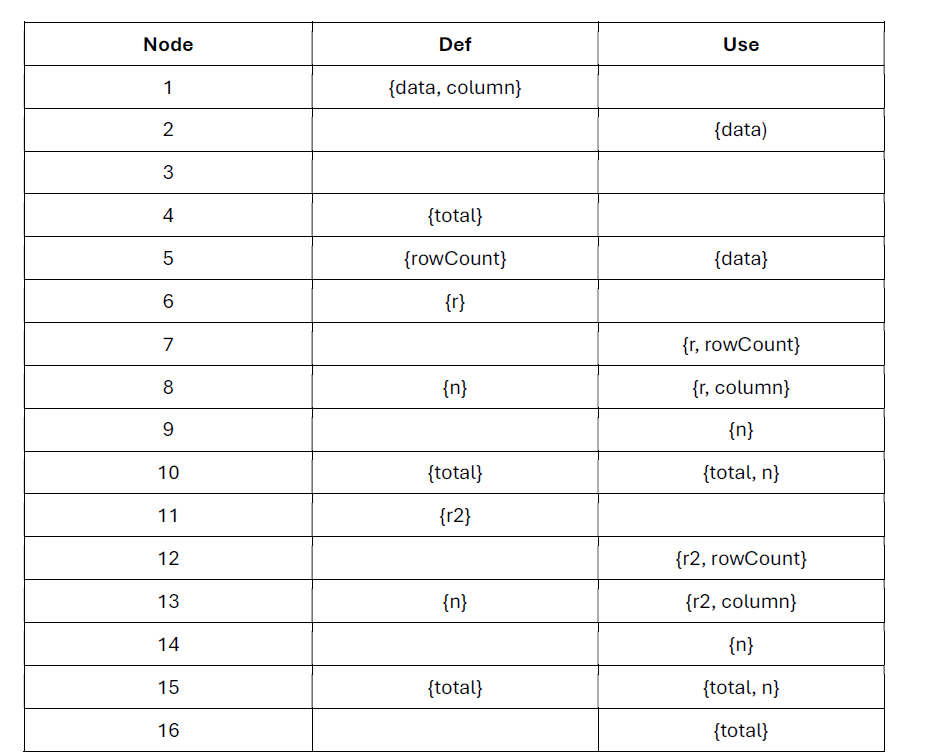 Node Def Use
1 {data, column}
2 {data)
3
4 {total}
5 {rowCount} {data}
6 {r}
7 {r, rowCount}
8 {n} {r, column}
9 {n}
10 {total} {total, n}
11 {r2}
12 {r2, rowCount}
13 {n} {r2, column}
14 {n}
15 {total} {total, n}
16 {total}